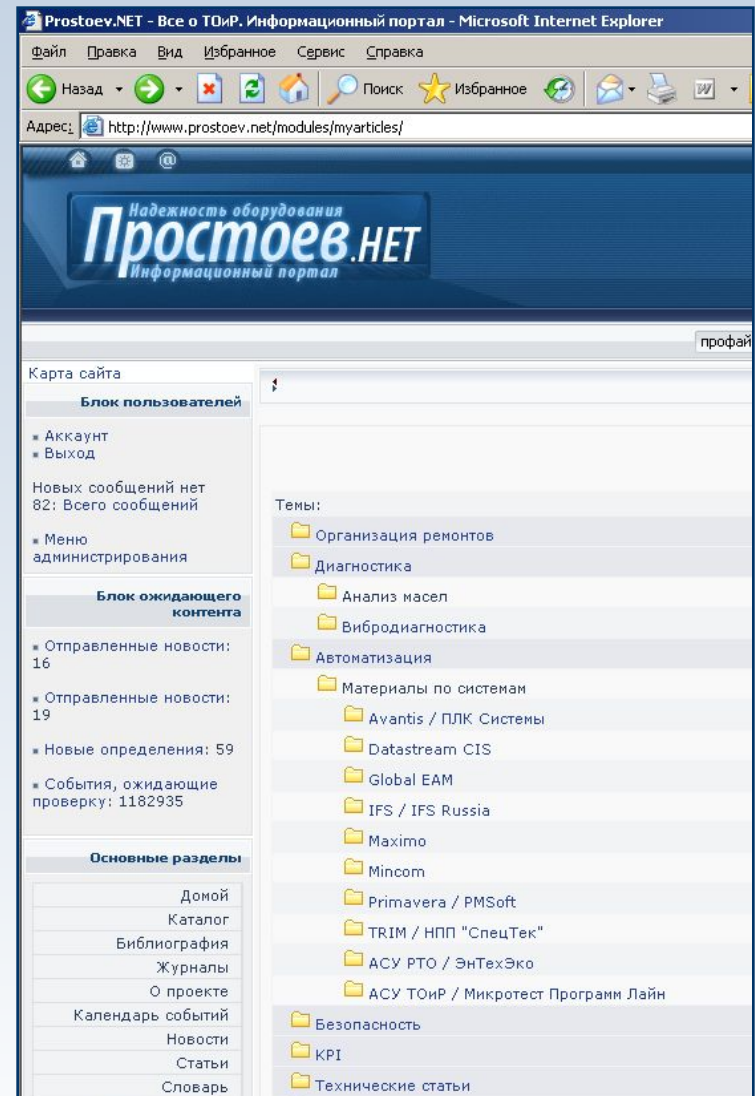 Prostoev.NET - Все о ТОиР. Информационный портал - Microsoft Internet Explorer
Файл Правка Вид Избранное Сервис Справка
Назад Поиск Избранное
Адрес: http://www.prostoev.net/modules/myarticles/
Надежность оборудования
Простоев.НЕТ
Информационный портал
профай
Карта сайта
Блок пользователей
Аккаунт
Выход
Новых сообщений нет
82: Всего сообщений
Меню
администрирования
Блок ожидающего
контента
Отправленные новости:
16
Отправленные новости:
19
Новые определения: 59
События, ожидающие
проверку: 1182935
Основные разделы
Домой
Каталог
Библиография
Журналы
О проекте
Календарь событий
Новости
Статьи
Словарь
Темы:
Организация ремонтов
Диагностика
Анализ масел
Вибродиагностика
Автоматизация
Материалы по системам
Avantis / ПЛК Системы
Datastream CIS
Global EAM
IFS / IFS Russia
Maximo
Mincom
Primavera / PMSoft
TRIM / НПП "СпецТек"
АСУ РТО / ЭнТехЭко
АСУ ТОиР / Микротест Программ Лайн
Безопасность
KPI
Технические статьи